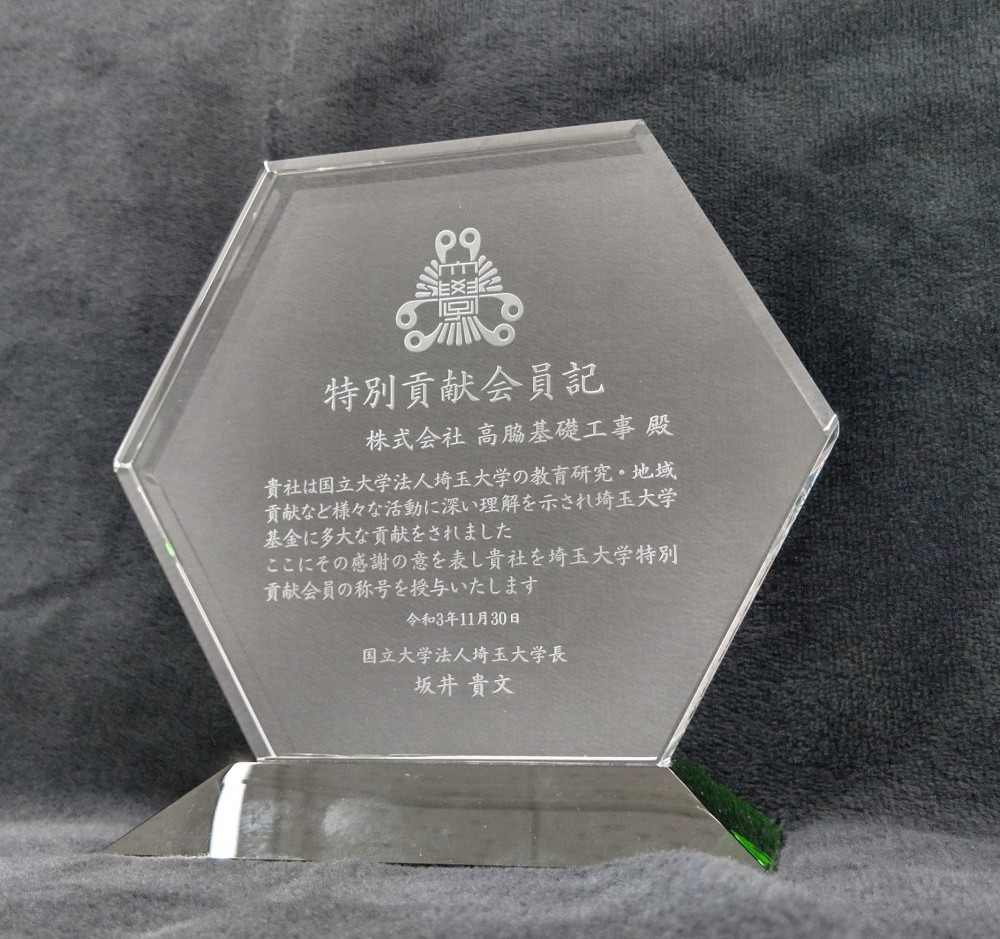 大學
特別貢献会員記
株式会社 高脇基礎工事 殿
貴社は国立大学法人埼玉大学の教育研究・地域
貢献など様々な活動に深い理解を示され埼玉大学
基金に多大な貢献をされました
ここにその感謝の意を表し貴社を埼玉大学特別
貢献会員の称号を授与いたします
令和3年11月30日
国立大学法人埼玉大学長
坂井 貴文